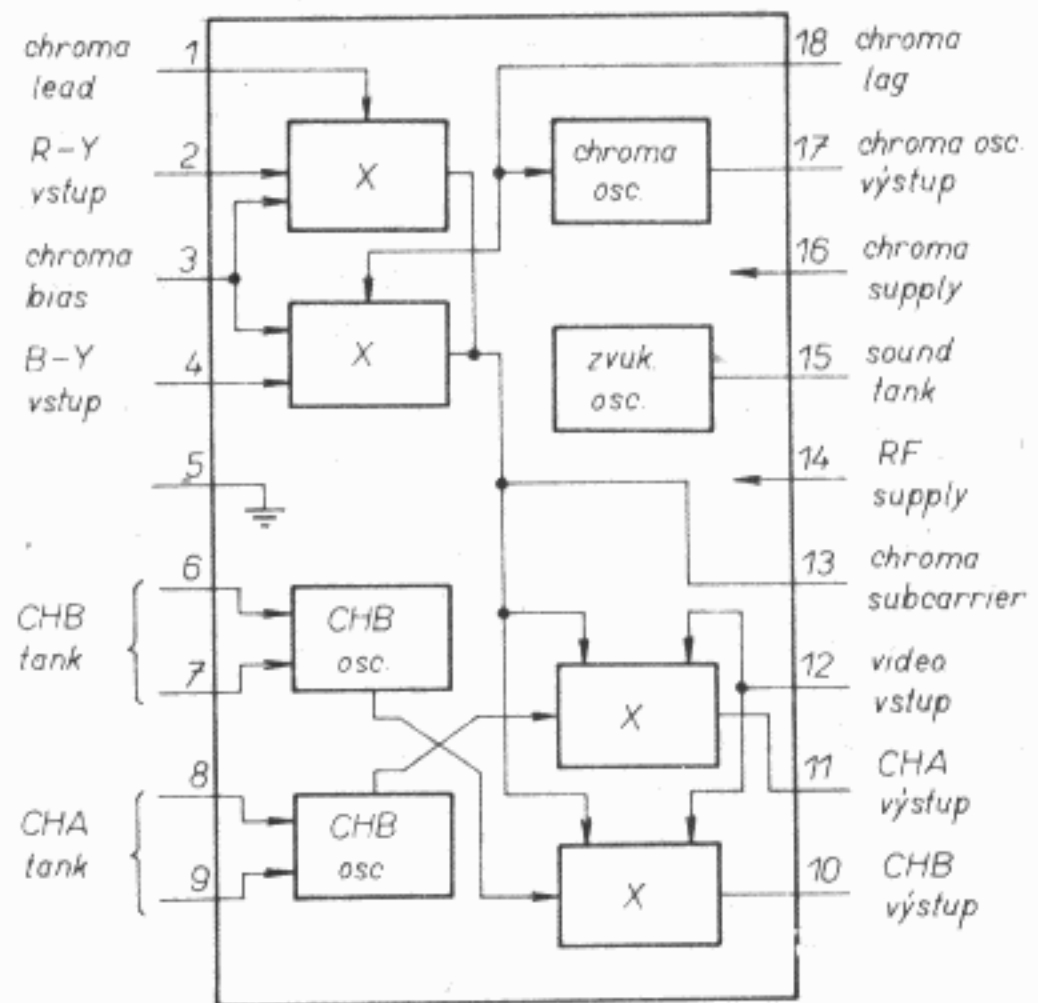 chroma
lead
1
R-Y
vstup
2
chroma
bias
3
B-Y
vstup
4
5
CHB
tank
6
7
CHA
tank
8
9
X
X
chroma
osc.
zvuk.
osc.
CHB
osc.
CHB
osc
X
X
18
chroma
lag
17
chroma osc.
výstup
16
chroma
supply
15
sound
tank
14
RF
supply
13
chroma
subcarrier
12
video
vstup
11
CHA
výstup
10
CHB
výstup